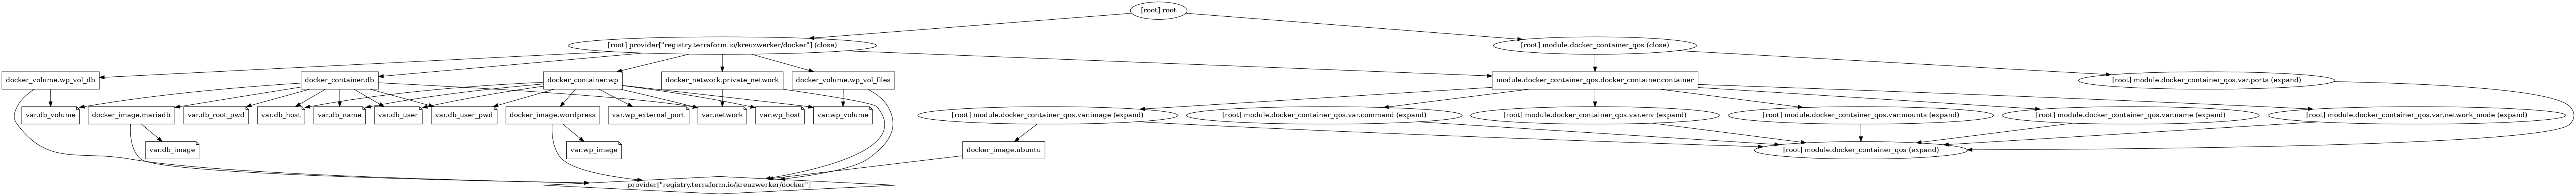 [root] root
[root] provider["registry.terraform.io/kreuzwerker/docker"] (close)
[root] module.docker_container_qos (close)
docker_volume.wp_vol_db
docker_container.db
docker_container.wp
docker_network.private_network
docker_volume.wp_vol_files
module.docker_container_qos.docker_container.container
[root] module.docker_container_qos.var.ports (expand)
var.db_volume
docker_image.mariadb
var.db_root_pwd
var.db_host
var.db_name
var.db_user
var.db_user_pwd
docker_image.wordpress
var.wp_external_port
var.network
var.wp_host
var.wp_volume
[root] module.docker_container_qos.var.image (expand)
[root] module.docker_container_qos.var.command (expand)
[root] module.docker_container_qos.var.env (expand)
[root] module.docker_container_qos.var.mounts (expand)
[root] module.docker_container_qos.var.name (expand)
[root] module.docker_container_qos.var.network_mode (expand)
var.db_image
var.wp_image
docker_image.ubuntu
[root] module.docker_container_qos (expand)
provider["registry.terraform.io/kreuzwerker/docker"]